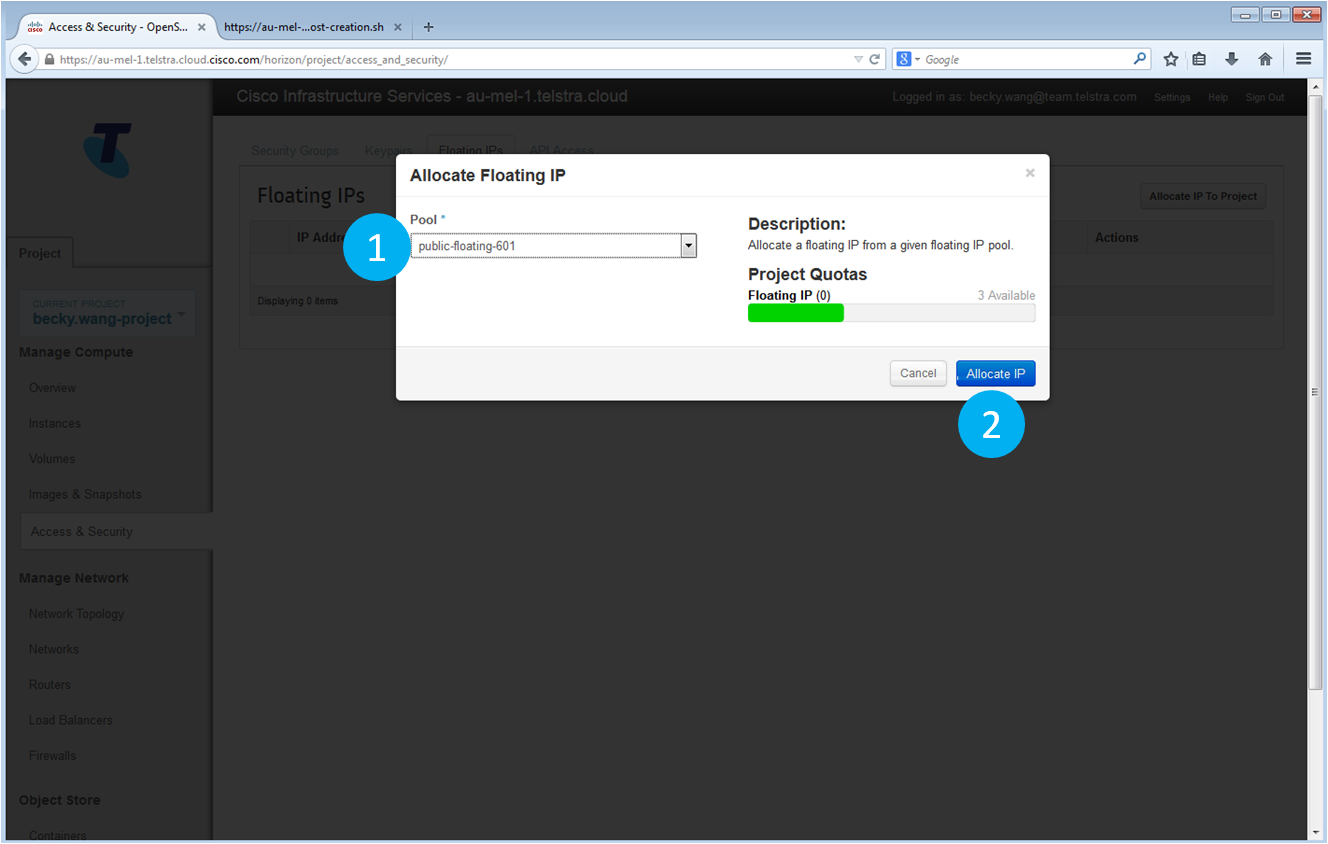 Access & Security - OpenS...
https://au-mel-...ost-creation.sh
https://au-mel-1.telstra.cloud.cisco.com/horizon/project/access_and_security/
Google
Cisco Infrastructure Services - au-mel-1.telstra.cloud
Logged in as: becky.wang@team.telstra.com
Settings
Help
Sign Out
Security Groups
Keypairs
Floating IPs
API Access
Allocate Floating IP
Floating IPs
Allocate IP To Project
Pool *
public-floating-601
1
Description:
Allocate a floating IP from a given floating IP pool.
Project Quotas
Floating IP (0)
3 Available
Cancel
Allocate IP
2
IP Addre
Actions
Displaying 0 items
Project
CURRENT PROJECT
becky.wang-project
Manage Compute
Overview
Instances
Volumes
Images & Snapshots
Access & Security
Manage Network
Network Topology
Networks
Routers
Load Balancers
Firewalls
Object Store
Containers